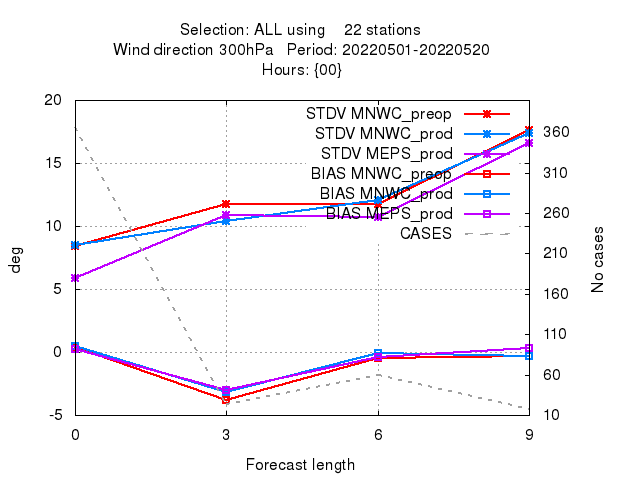 Selection: ALL using 22 stations
Wind direction 300hPa Period: 20220501-20220520
Hours: {00}
STDV MNWC_preop
STDV MNWC_prod
STDV MEPS_prod
BIAS MNWC_preop
BIAS MNWC_prod
BIAS MEPS_prod
CASES
20
15
10
5
0
-5
deg
360
310
260
210
160
110
60
10
No cases
0 3 6 9
Forecast length